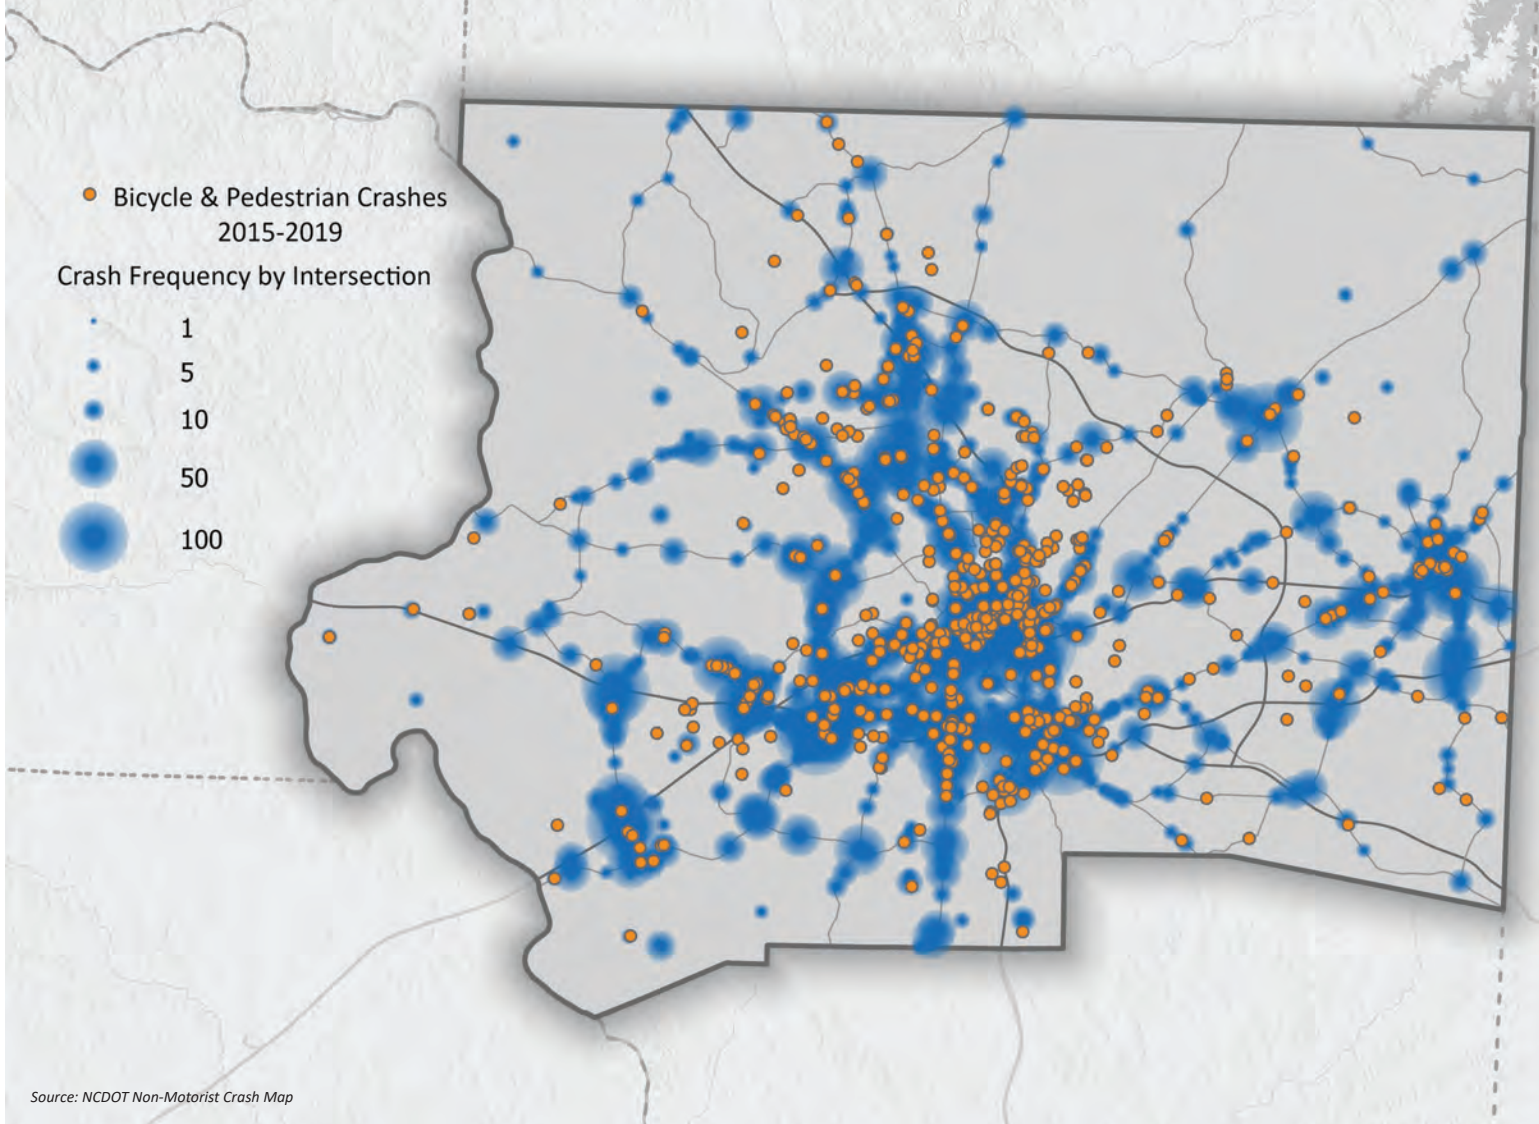 Bicycle & Pedestrian Crashes
2015-2019
Crash Frequency by Intersection
1
5
10
50
100
Source: NCDOT Non-Motorist Crash Map